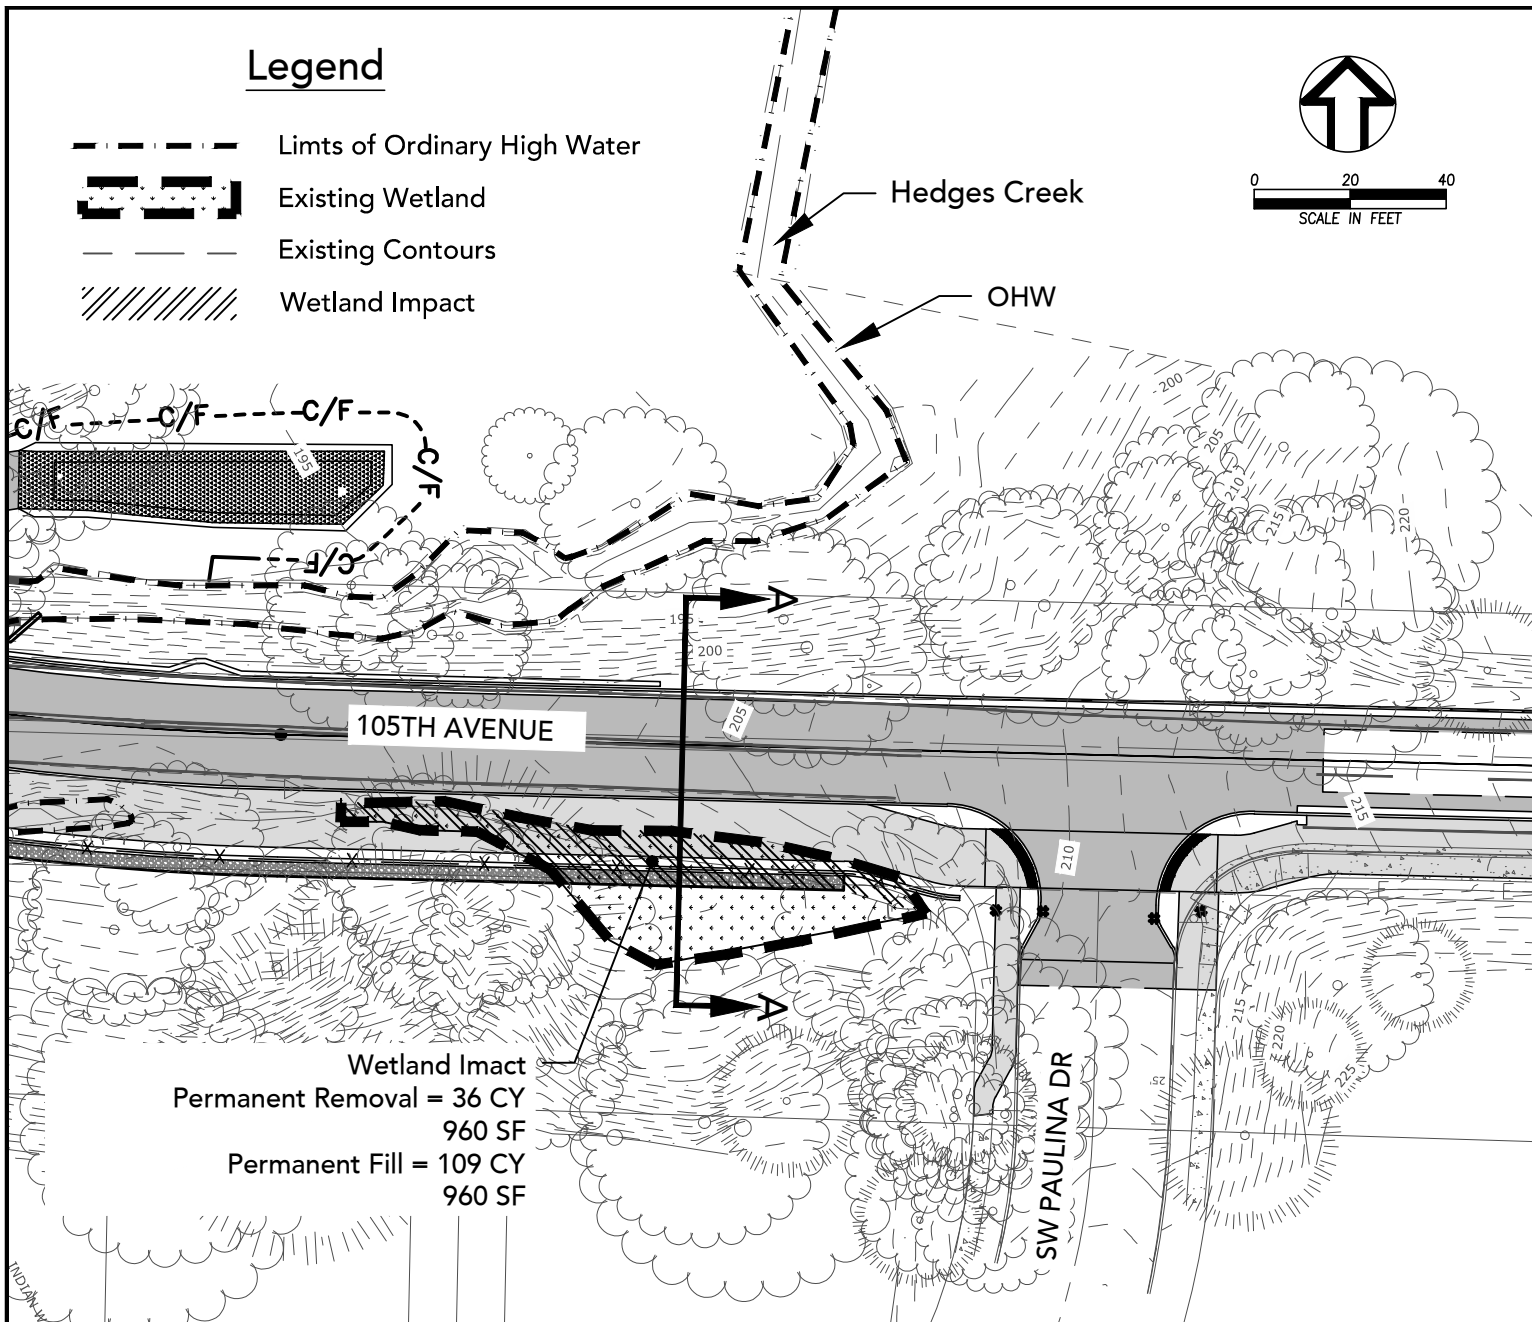 Legend
Limts of Ordinary High Water
Existing Wetland
Existing Contours
Wetland Impact
0 20 40
SCALE IN FEET
Hedges Creek
OHW
C/F
C/F
C/F
C/F
C/F
195
200
205
210
215
220
195
200
205
105TH AVENUE
A
215
210
A
Wetland Imact
Permanent Removal = 36 CY
960 SF
Permanent Fill = 109 CY
960 SF
SW PAULINA DR
215
220
225
INDIAN